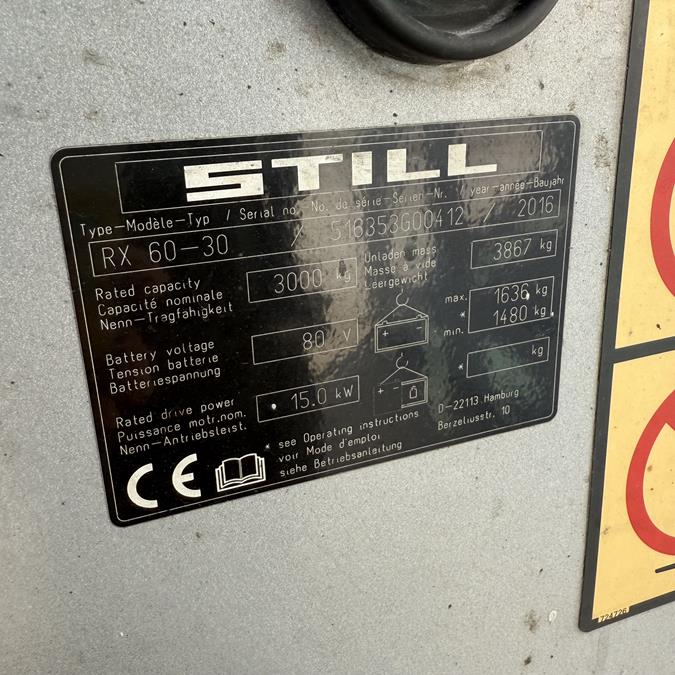 STILL
Type-Modèle-Typ / Serial no.-No. de série-Serien-Nr. / year-année-Baujahr
RX 60-30 / 516353G00412 / 2016
Rated capacity
Capacité nominale
Nenn-Tragfähigkeit
3000 kg
Unladen mass
Masse à vide
Leergewicht
3867 kg
Battery voltage
Tension batterie
Batteriespannung
80 V
max. 1636 kg
* min. 1480 kg
* kg
Rated drive power
Puissance motr.nom.
Nenn-Antriebsleist.
15.0 kW
D-22113 Hamburg
Berzeliusstr. 10
* see Operating instructions
voir Mode d'emploi
siehe Betriebsanleitung
CE
724726